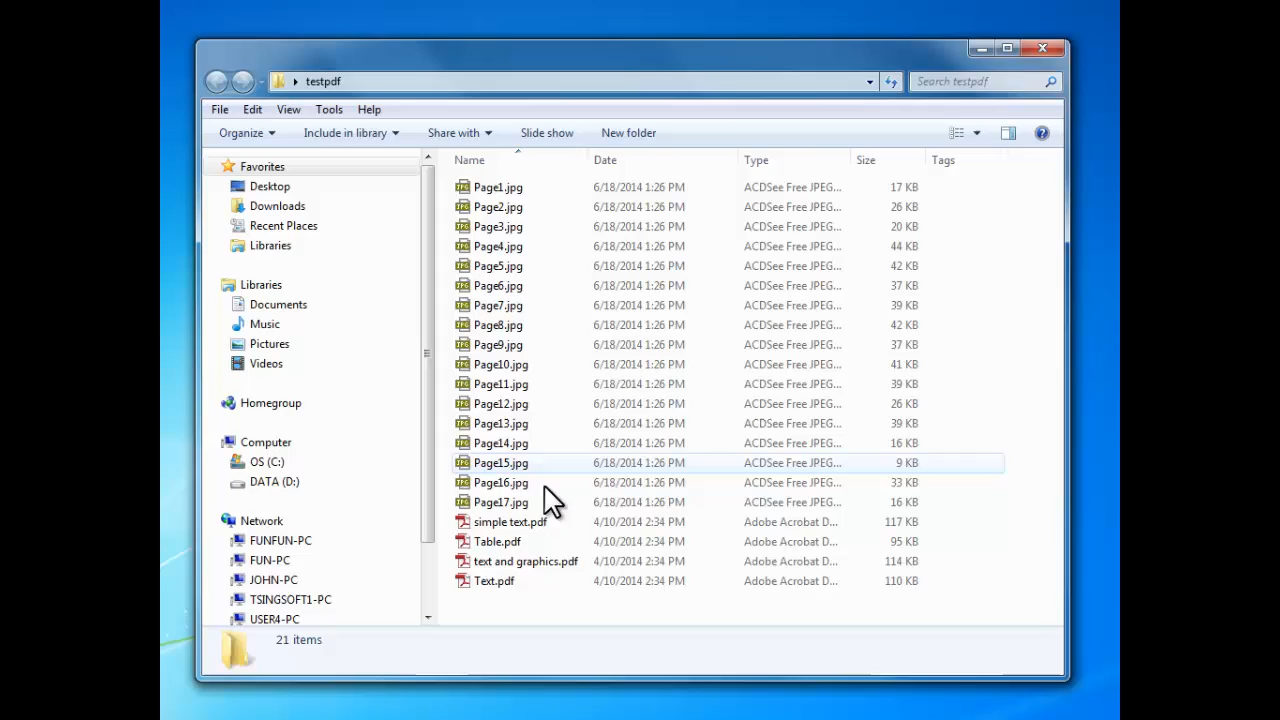 testpdf
Search testpdf
File Edit View Tools Help
Organize Include in library Share with Slide show New folder
Favorites
Desktop
Downloads
Recent Places
Libraries
Libraries
Documents
Music
Pictures
Videos
Homegroup
Computer
OS (C:)
DATA (D:)
Network
FUNFUN-PC
FUN-PC
JOHN-PC
TSINGSOFT1-PC
USER4-PC
Name Date Type Size Tags
Page1.jpg 6/18/2014 1:26 PM ACDSee Free JPEG... 17 KB
Page2.jpg 6/18/2014 1:26 PM ACDSee Free JPEG... 26 KB
Page3.jpg 6/18/2014 1:26 PM ACDSee Free JPEG... 20 KB
Page4.jpg 6/18/2014 1:26 PM ACDSee Free JPEG... 44 KB
Page5.jpg 6/18/2014 1:26 PM ACDSee Free JPEG... 42 KB
Page6.jpg 6/18/2014 1:26 PM ACDSee Free JPEG... 37 KB
Page7.jpg 6/18/2014 1:26 PM ACDSee Free JPEG... 39 KB
Page8.jpg 6/18/2014 1:26 PM ACDSee Free JPEG... 42 KB
Page9.jpg 6/18/2014 1:26 PM ACDSee Free JPEG... 37 KB
Page10.jpg 6/18/2014 1:26 PM ACDSee Free JPEG... 41 KB
Page11.jpg 6/18/2014 1:26 PM ACDSee Free JPEG... 39 KB
Page12.jpg 6/18/2014 1:26 PM ACDSee Free JPEG... 26 KB
Page13.jpg 6/18/2014 1:26 PM ACDSee Free JPEG... 39 KB
Page14.jpg 6/18/2014 1:26 PM ACDSee Free JPEG... 16 KB
Page15.jpg 6/18/2014 1:26 PM ACDSee Free JPEG... 9 KB
Page16.jpg 6/18/2014 1:26 PM ACDSee Free JPEG... 33 KB
Page17.jpg 6/18/2014 1:26 PM ACDSee Free JPEG... 16 KB
simple text.pdf 4/10/2014 2:34 PM Adobe Acrobat D... 117 KB
Table.pdf 4/10/2014 2:34 PM Adobe Acrobat D... 95 KB
text and graphics.pdf 4/10/2014 2:34 PM Adobe Acrobat D... 114 KB
Text.pdf 4/10/2014 2:34 PM Adobe Acrobat D... 110 KB
21 items